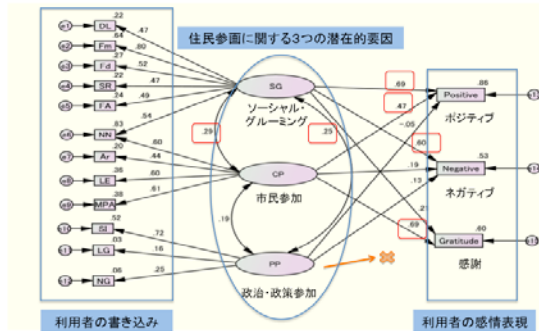 住民参画に関する3つの潜在的要因
.22
e1 DL .47
.64
e2 Fm .80
.27
e3 Fd .52
.22
e4 SR .47
.24
e5 FA .49
.54
.83
e6 NN .60
.20
Ar .44
.36
e8 LE .60
.38
e9 MPA .61
.52
SI .72
.03
LG .16
.06
NG .25
SG
ソーシャル・
グルーミング
.29
.25
CP
市民参加
.19
PP
政治・政策参加
.69
.47
-.05
.60
.19
.13
.21
.69
.86
Positive
ポジティブ
.53
Negative
ネガティブ
.60
Gratitude
感謝
利用者の書き込み
利用者の感情表現